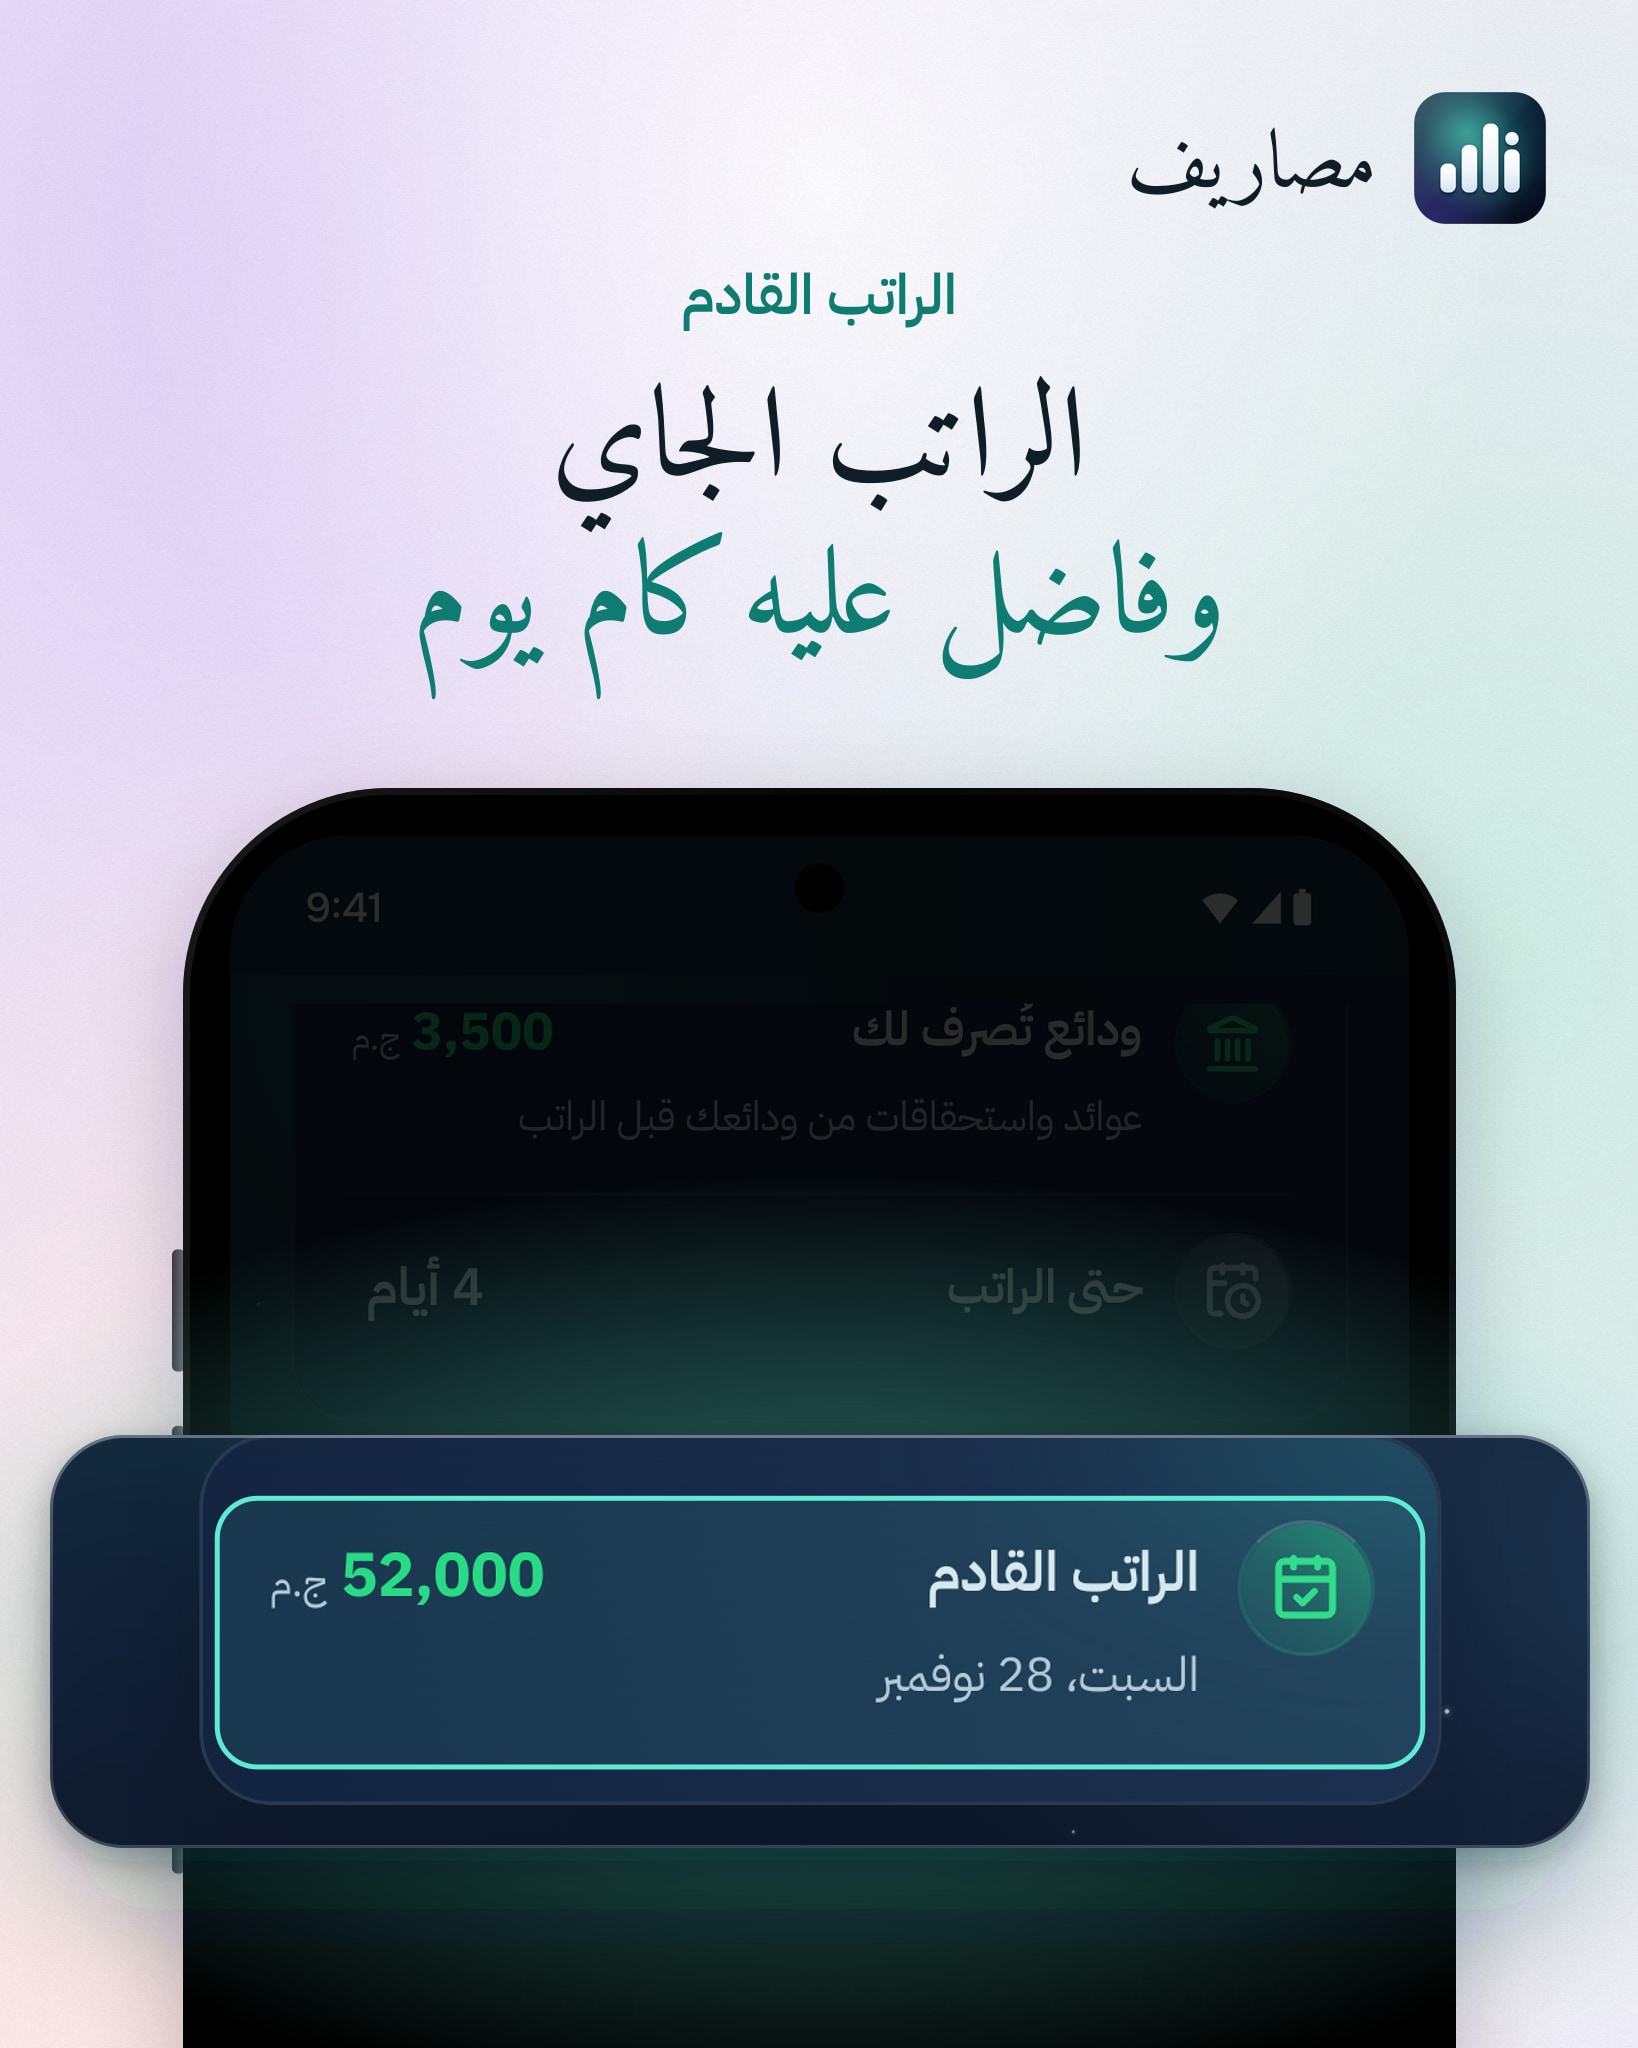 مصاريف
الراتب القادم
الراتب الجاي
وفاضل عليه كام يوم
9:41
ودائع تُصرف لك 3,500 ج.م
عوائد واستحقاقات من ودائعك قبل الراتب
حتى الراتب 4 أيام
الراتب القادم 52,000 ج.م
السبت، 28 نوفمبر